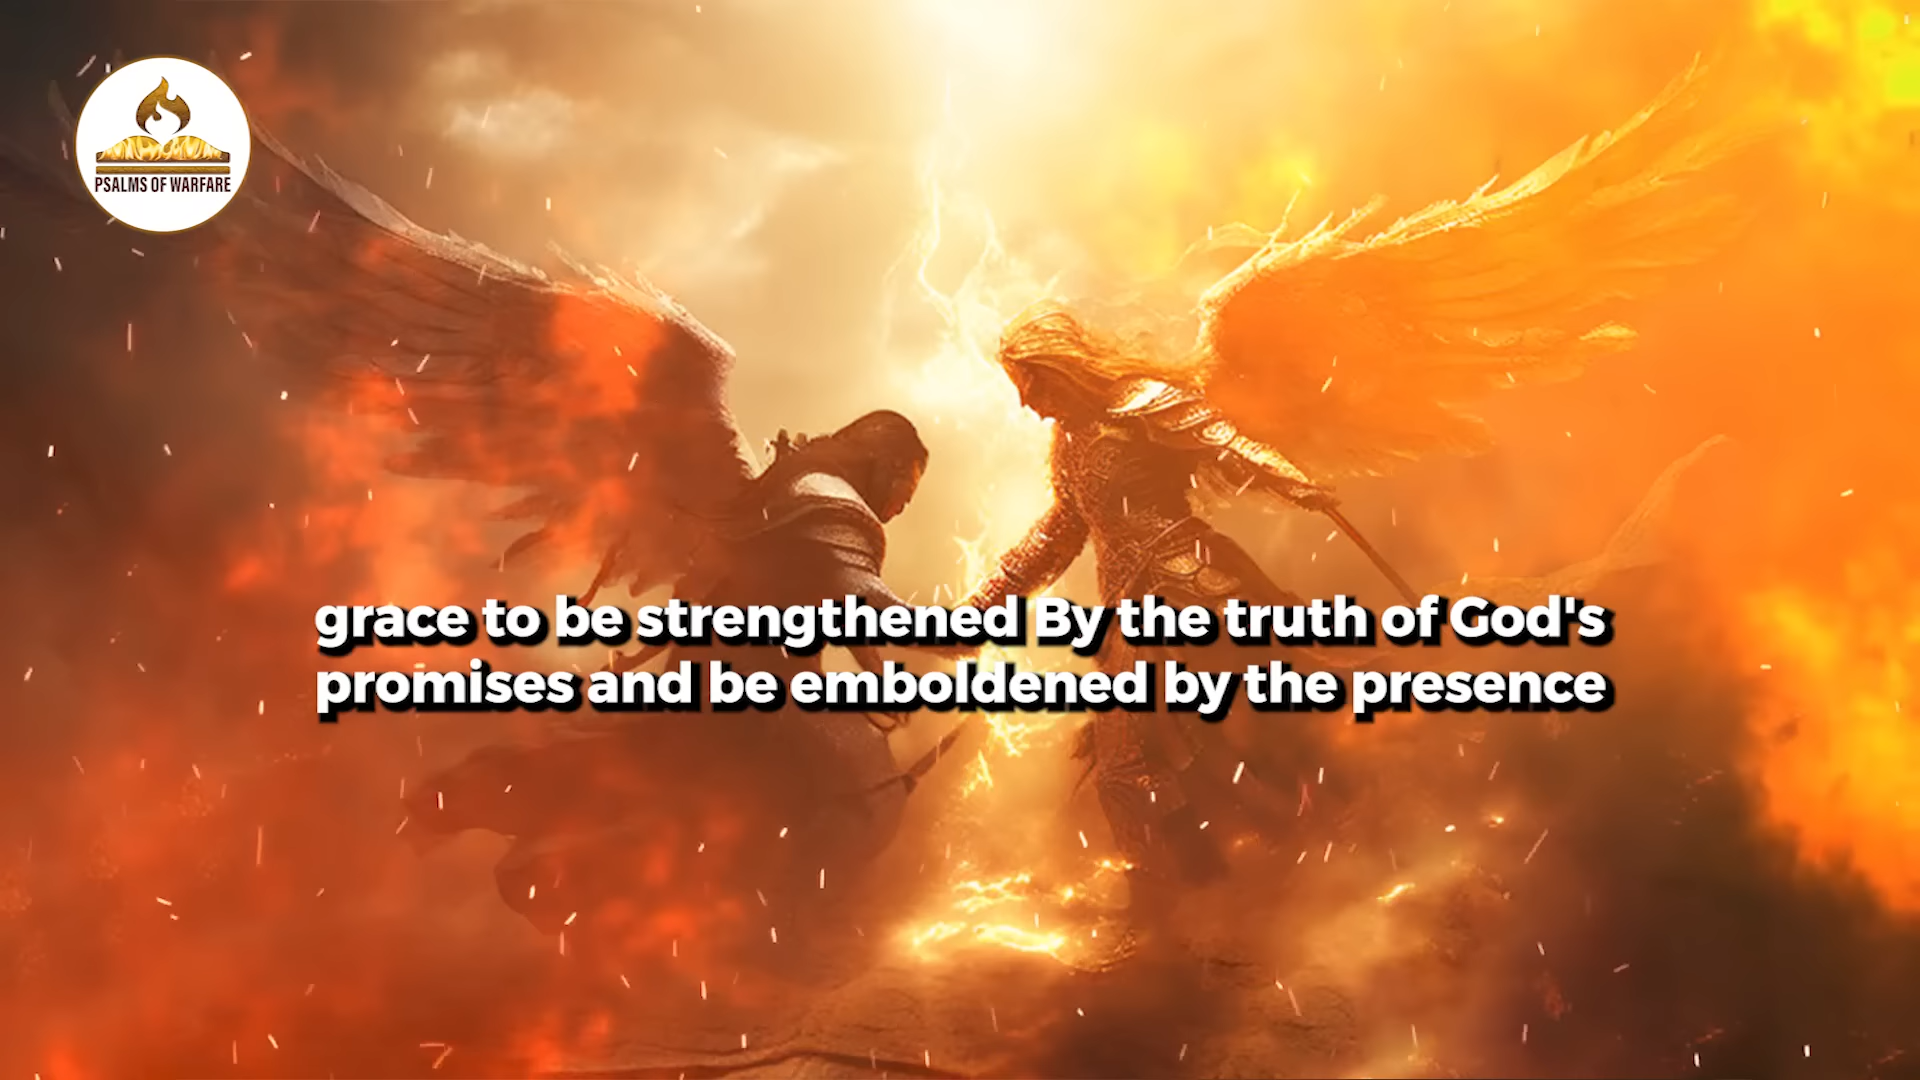 PSALMS OF WARFARE
grace to be strengthened By the truth of God's
promises and be emboldened by the presence